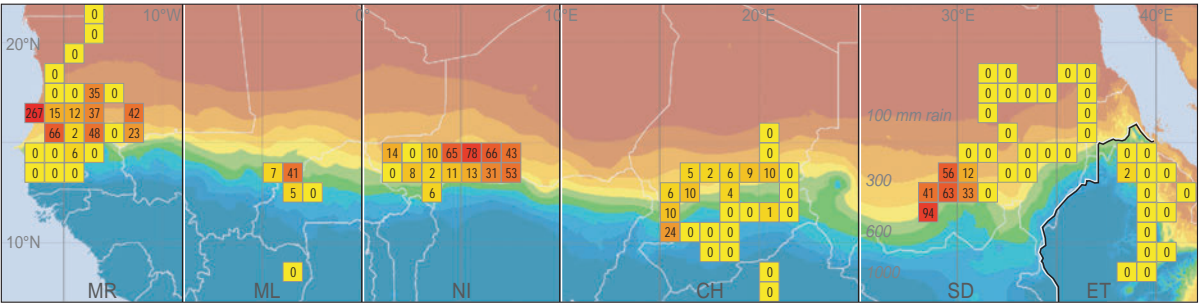 0 10°W 0° 10°E 20°E 30°E 40°E
0
20°N
0
0 0 0 0 0
0 0 35 0 0 0 0 0 0
267 15 12 37 42 100 mm rain 0 0
66 2 48 0 23 0 0 0
0 0 6 0 14 0 10 65 78 66 43 0 0 0 0 0 0 0 0
0 0 0 7 41 0 8 2 11 13 31 53 5 2 6 9 10 0 300 56 12 0 0 2 0 0
5 0 6 6 10 4 0 41 63 33 0 0 0 0
10 0 0 1 0 94 0 0 0
24 0 0 0 600 0
10°N
0 0 0 0
0 0 1000 0 0
0
MR ML NI CH SD ET